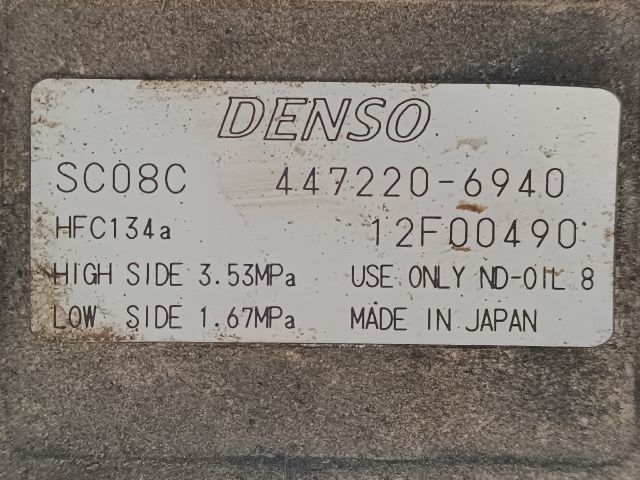 DENSO
SC08C 447220-6940
HFC134a 12F00490
HIGH SIDE 3.53MPa USE ONLY ND-OIL 8
LOW SIDE 1.67MPa MADE IN JAPAN